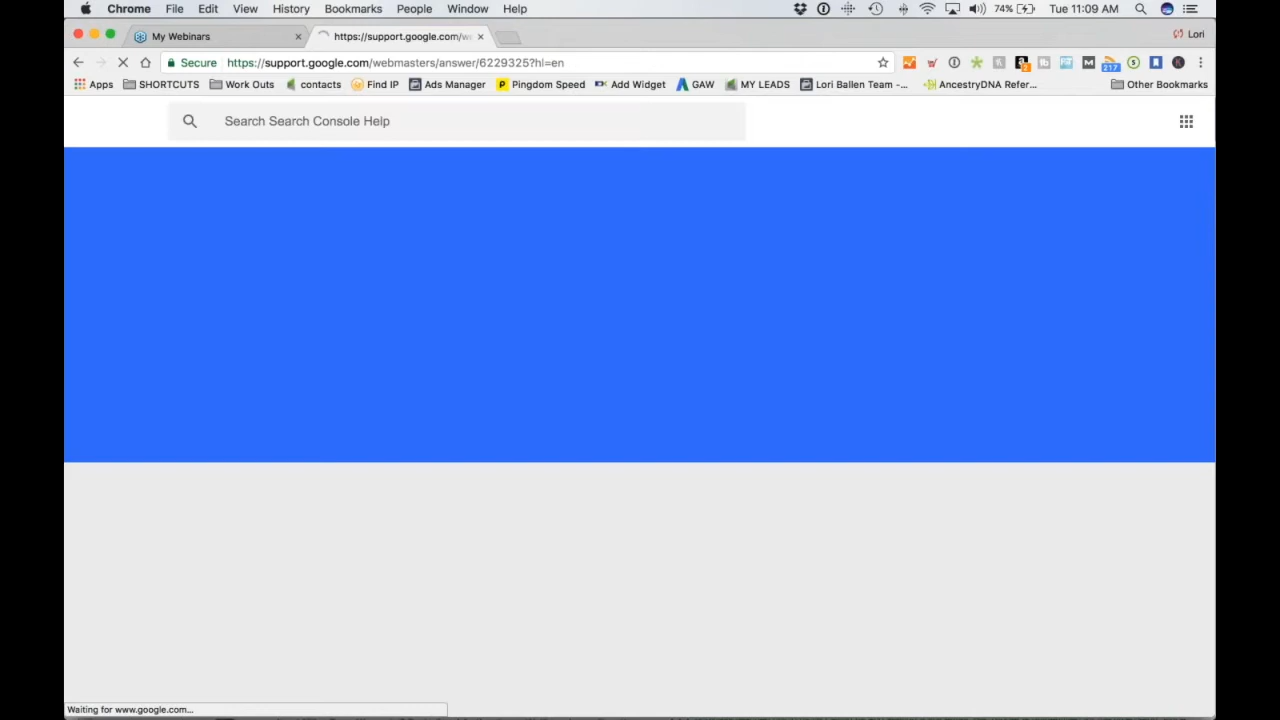 Chrome File Edit View History Bookmarks People Window Help 74% Tue 11:09 AM
My Webinars https://support.google.com/we Lori
Secure https://support.google.com/webmasters/answer/6229325?hl=en
Apps SHORTCUTS Work Outs contacts Find IP Ads Manager Pingdom Speed Add Widget GAW MY LEADS Lori Ballen Team -... AncestryDNA Refer... Other Bookmarks
Search Search Console Help
Waiting for www.google.com...